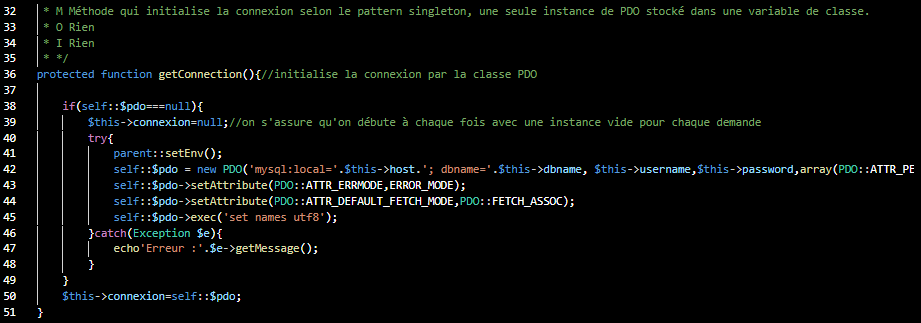 32 * M Méthode qui initialise la connexion selon le pattern singleton, une seule instance de PDO stocké dans une variable de classe.
33 * O Rien
34 * I Rien
35 * */
36 protected function getConnection(){//initialise la connexion par la classe PDO
37
38 if(self::$pdo===null){
39 $this->connexion=null;//on s'assure qu'on débute à chaque fois avec une instance vide pour chaque demande
40 try{
41 parent::setEnv();
42 self::$pdo = new PDO('mysql:local='.$this->host.'; dbname='.$this->dbname, $this->username,$this->password,array(PDO::ATTR_PE
43 self::$pdo->setAttribute(PDO::ATTR_ERRMODE,ERROR_MODE);
44 self::$pdo->setAttribute(PDO::ATTR_DEFAULT_FETCH_MODE,PDO::FETCH_ASSOC);
45 self::$pdo->exec('set names utf8');
46 }catch(Exception $e){
47 echo'Erreur :'.$e->getMessage();
48 }
49 }
50 $this->connexion=self::$pdo;
51 }